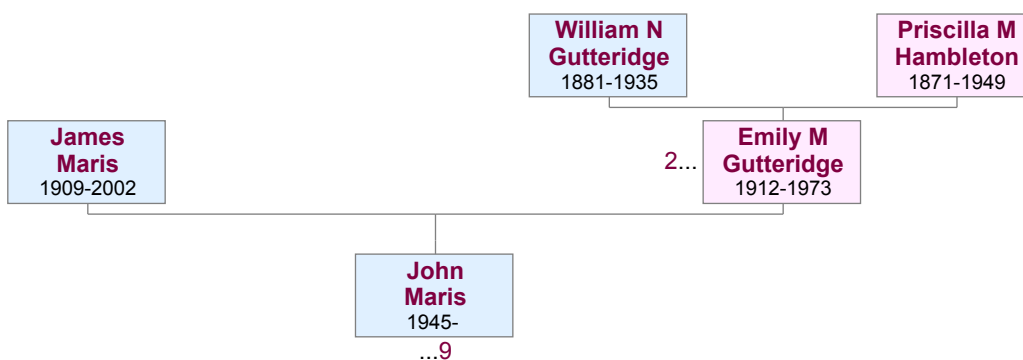 William N
Gutteridge
1881-1935
Priscilla M
Hambleton
1871-1949
James
Maris
1909-2002
2...
Emily M
Gutteridge
1912-1973
John
Maris
1945-
...9